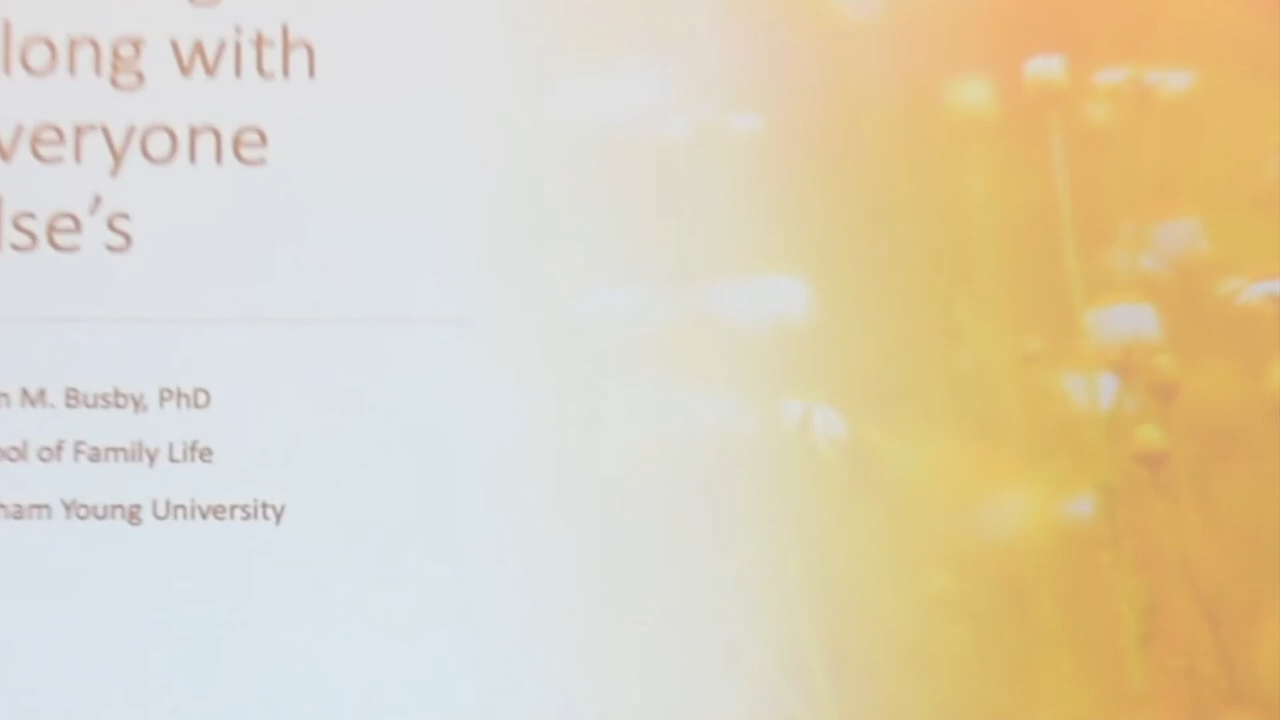 long with
veryone
lse's
n M. Busby, PhD
ool of Family Life
ham Young University